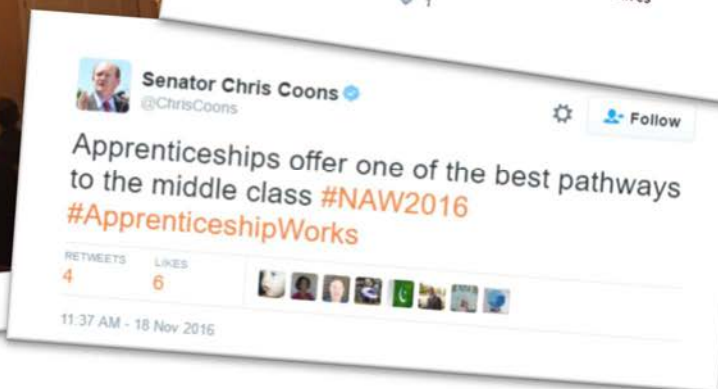 1
Senator Chris Coons
@ChrisCoons
Follow
Apprenticeships offer one of the best pathways
to the middle class #NAW2016
#ApprenticeshipWorks
RETWEETS LIKES
4 6
11:37 AM - 18 Nov 2016